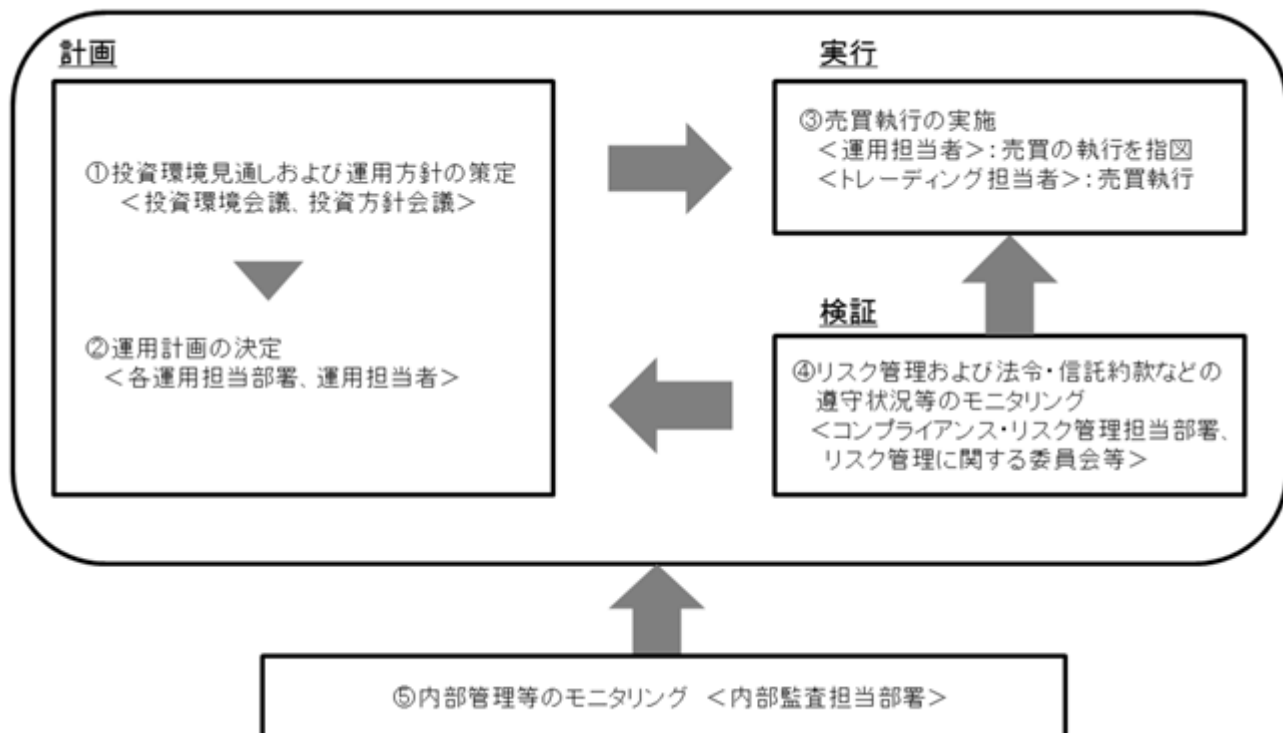 計画
①投資環境見通しおよび運用方針の策定
＜投資環境会議、投資方針会議＞
②運用計画の決定
＜各運用担当部署、運用担当者＞
実行
③売買執行の実施
＜運用担当者＞：売買の執行を指図
＜トレーディング担当者＞：売買執行
検証
④リスク管理および法令・信託約款などの
遵守状況等のモニタリング
＜コンプライアンス・リスク管理担当部署、
リスク管理に関する委員会等＞
⑤内部管理等のモニタリング ＜内部監査担当部署＞